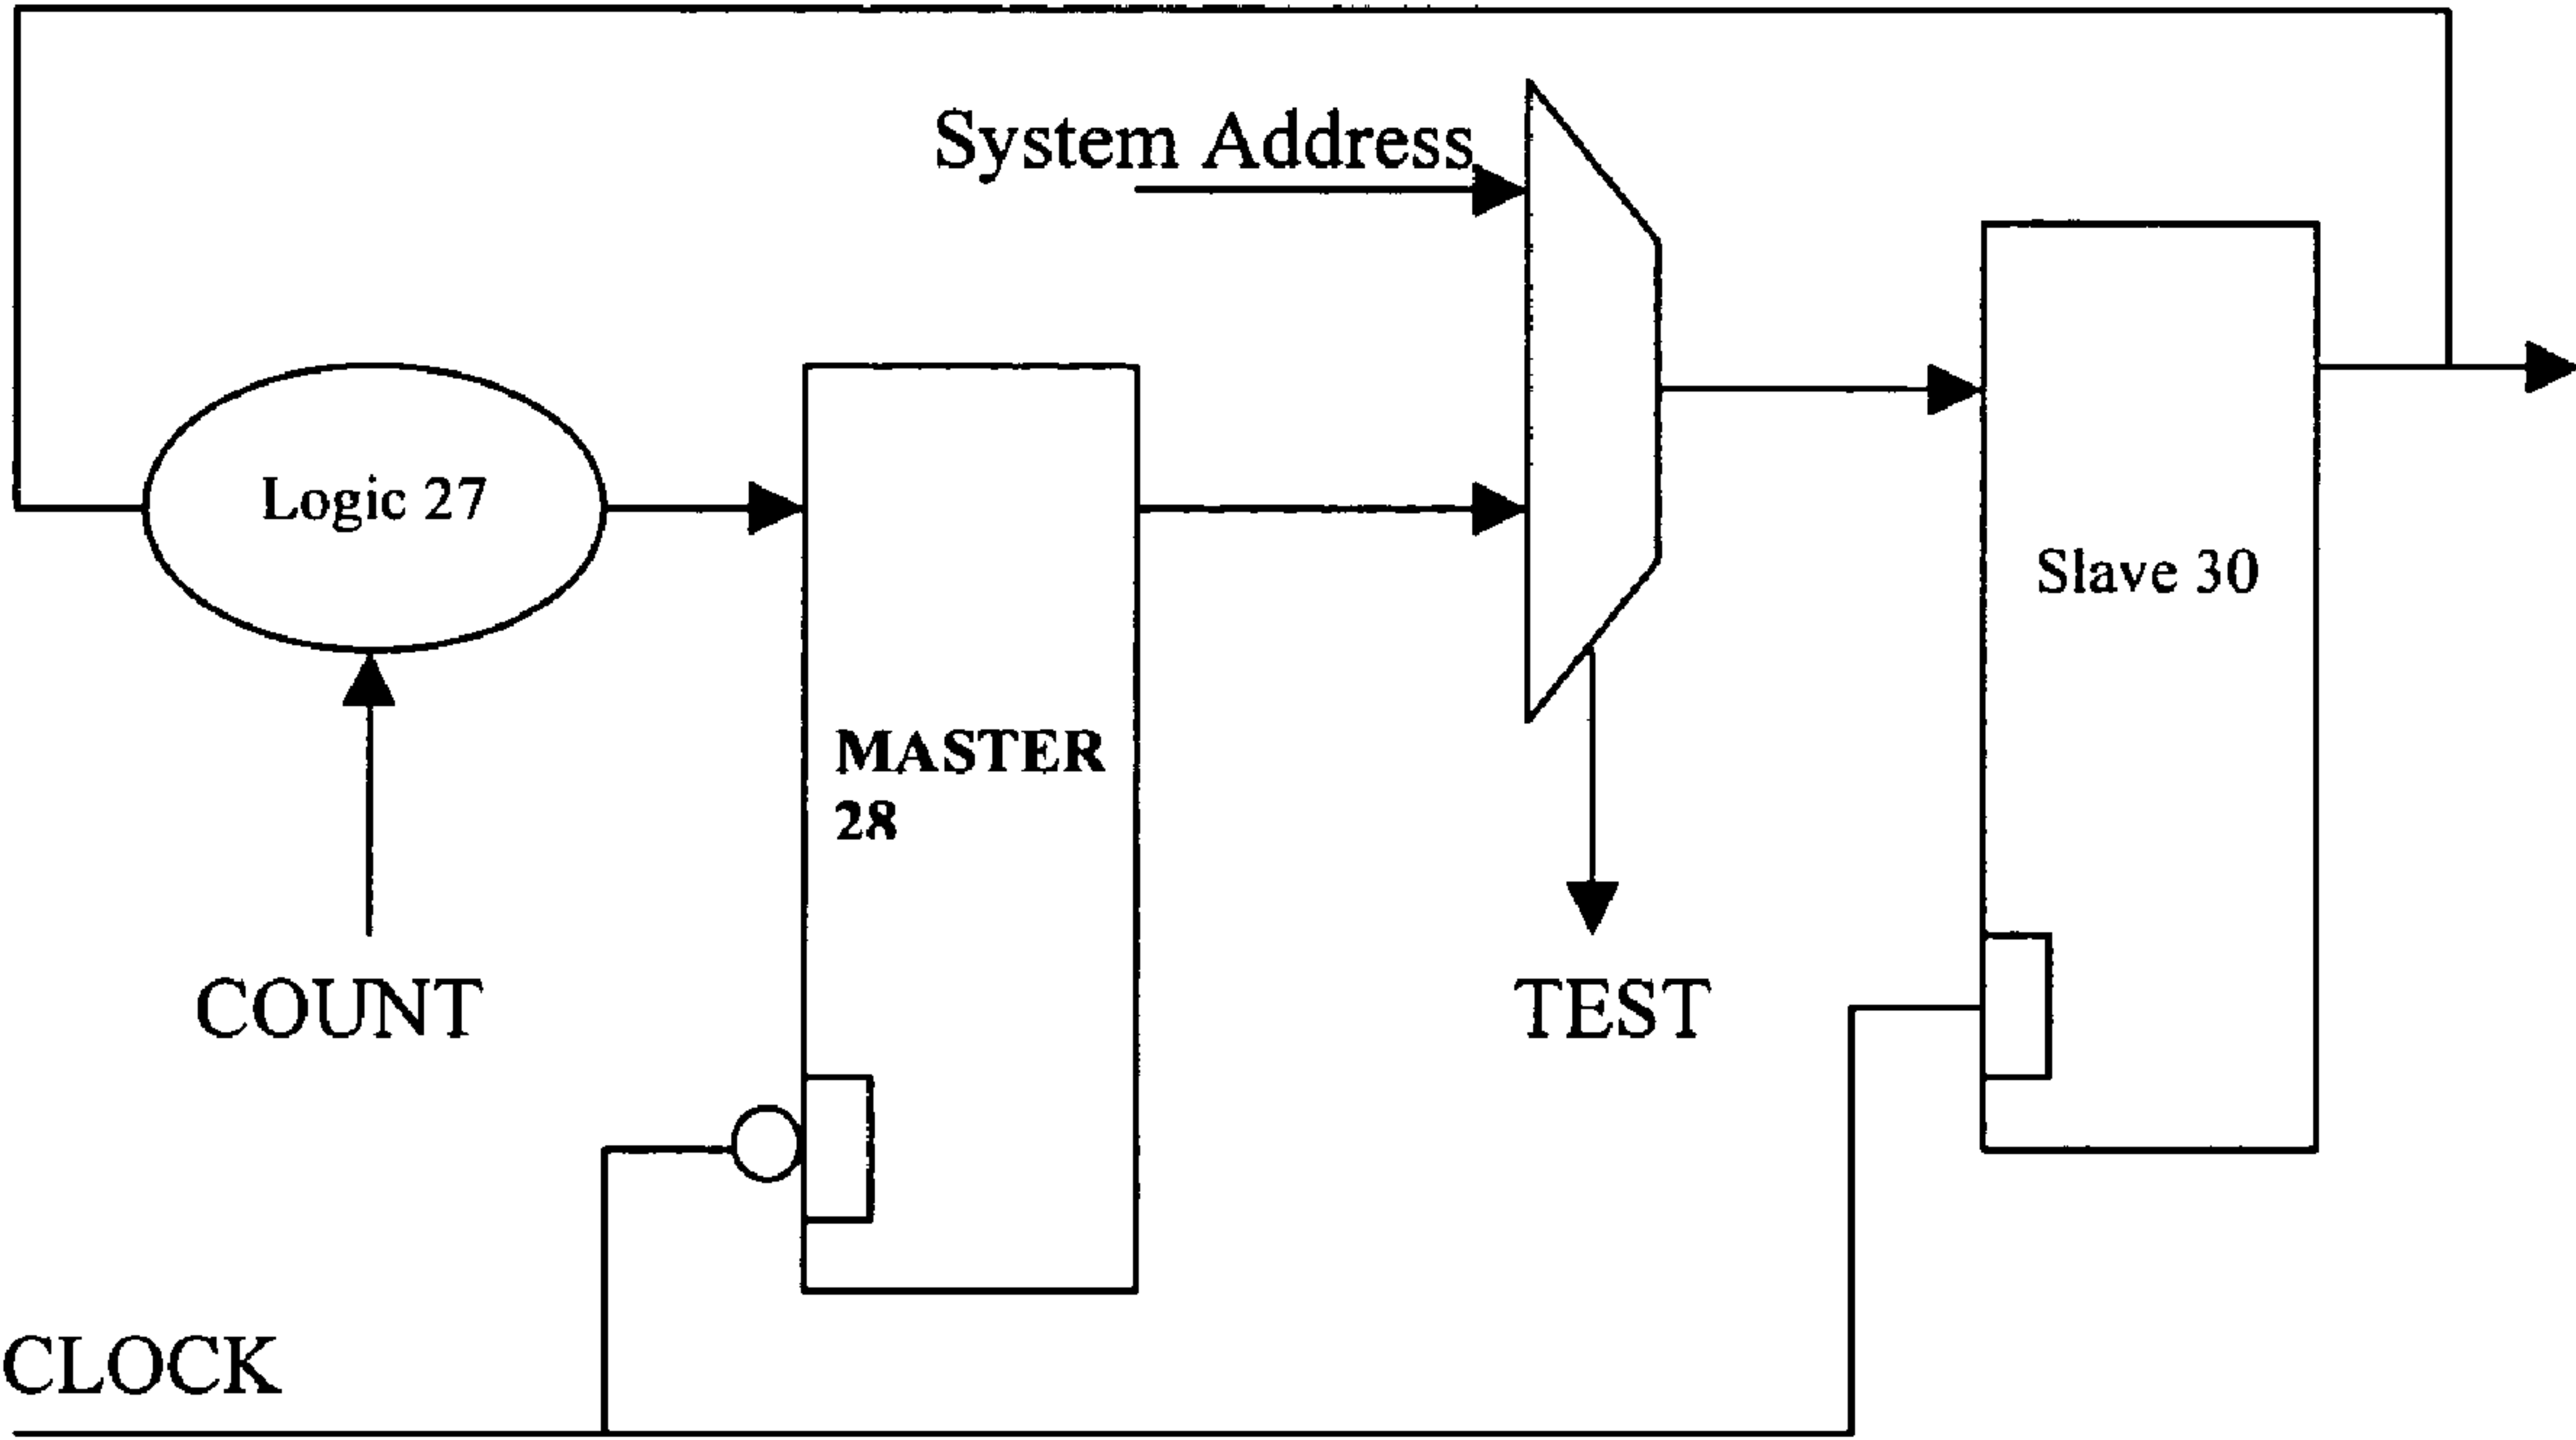 System Address
Logic 27
Slave 30
MASTER
28
COUNT
TEST
CLOCK